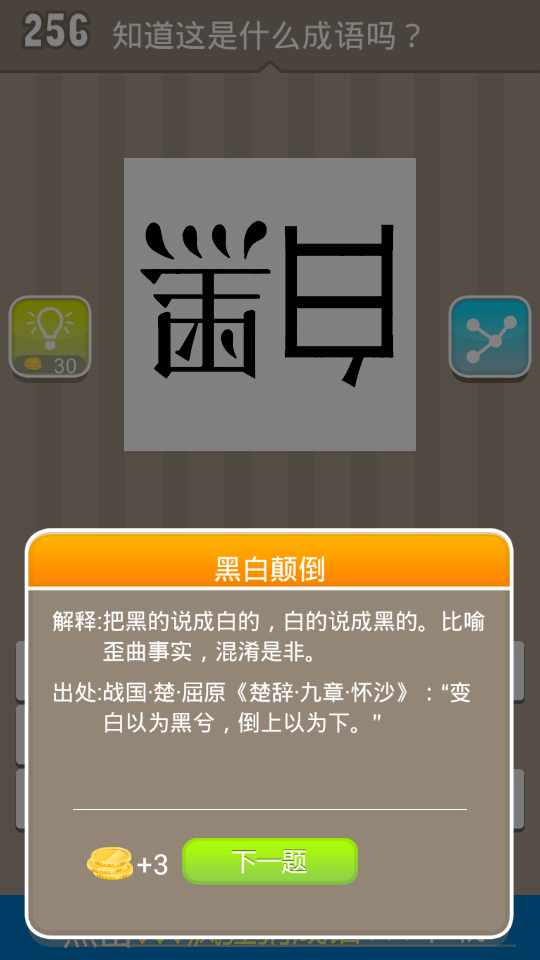 256 知道这是什么成语吗？
黑白
30
黑白颠倒
解释:把黑的说成白的，白的说成黑的。比喻
歪曲事实，混淆是非。
出处:战国·楚·屈原《楚辞·九章·怀沙》：“变
白以为黑兮，倒上以为下。”
+3 下一题